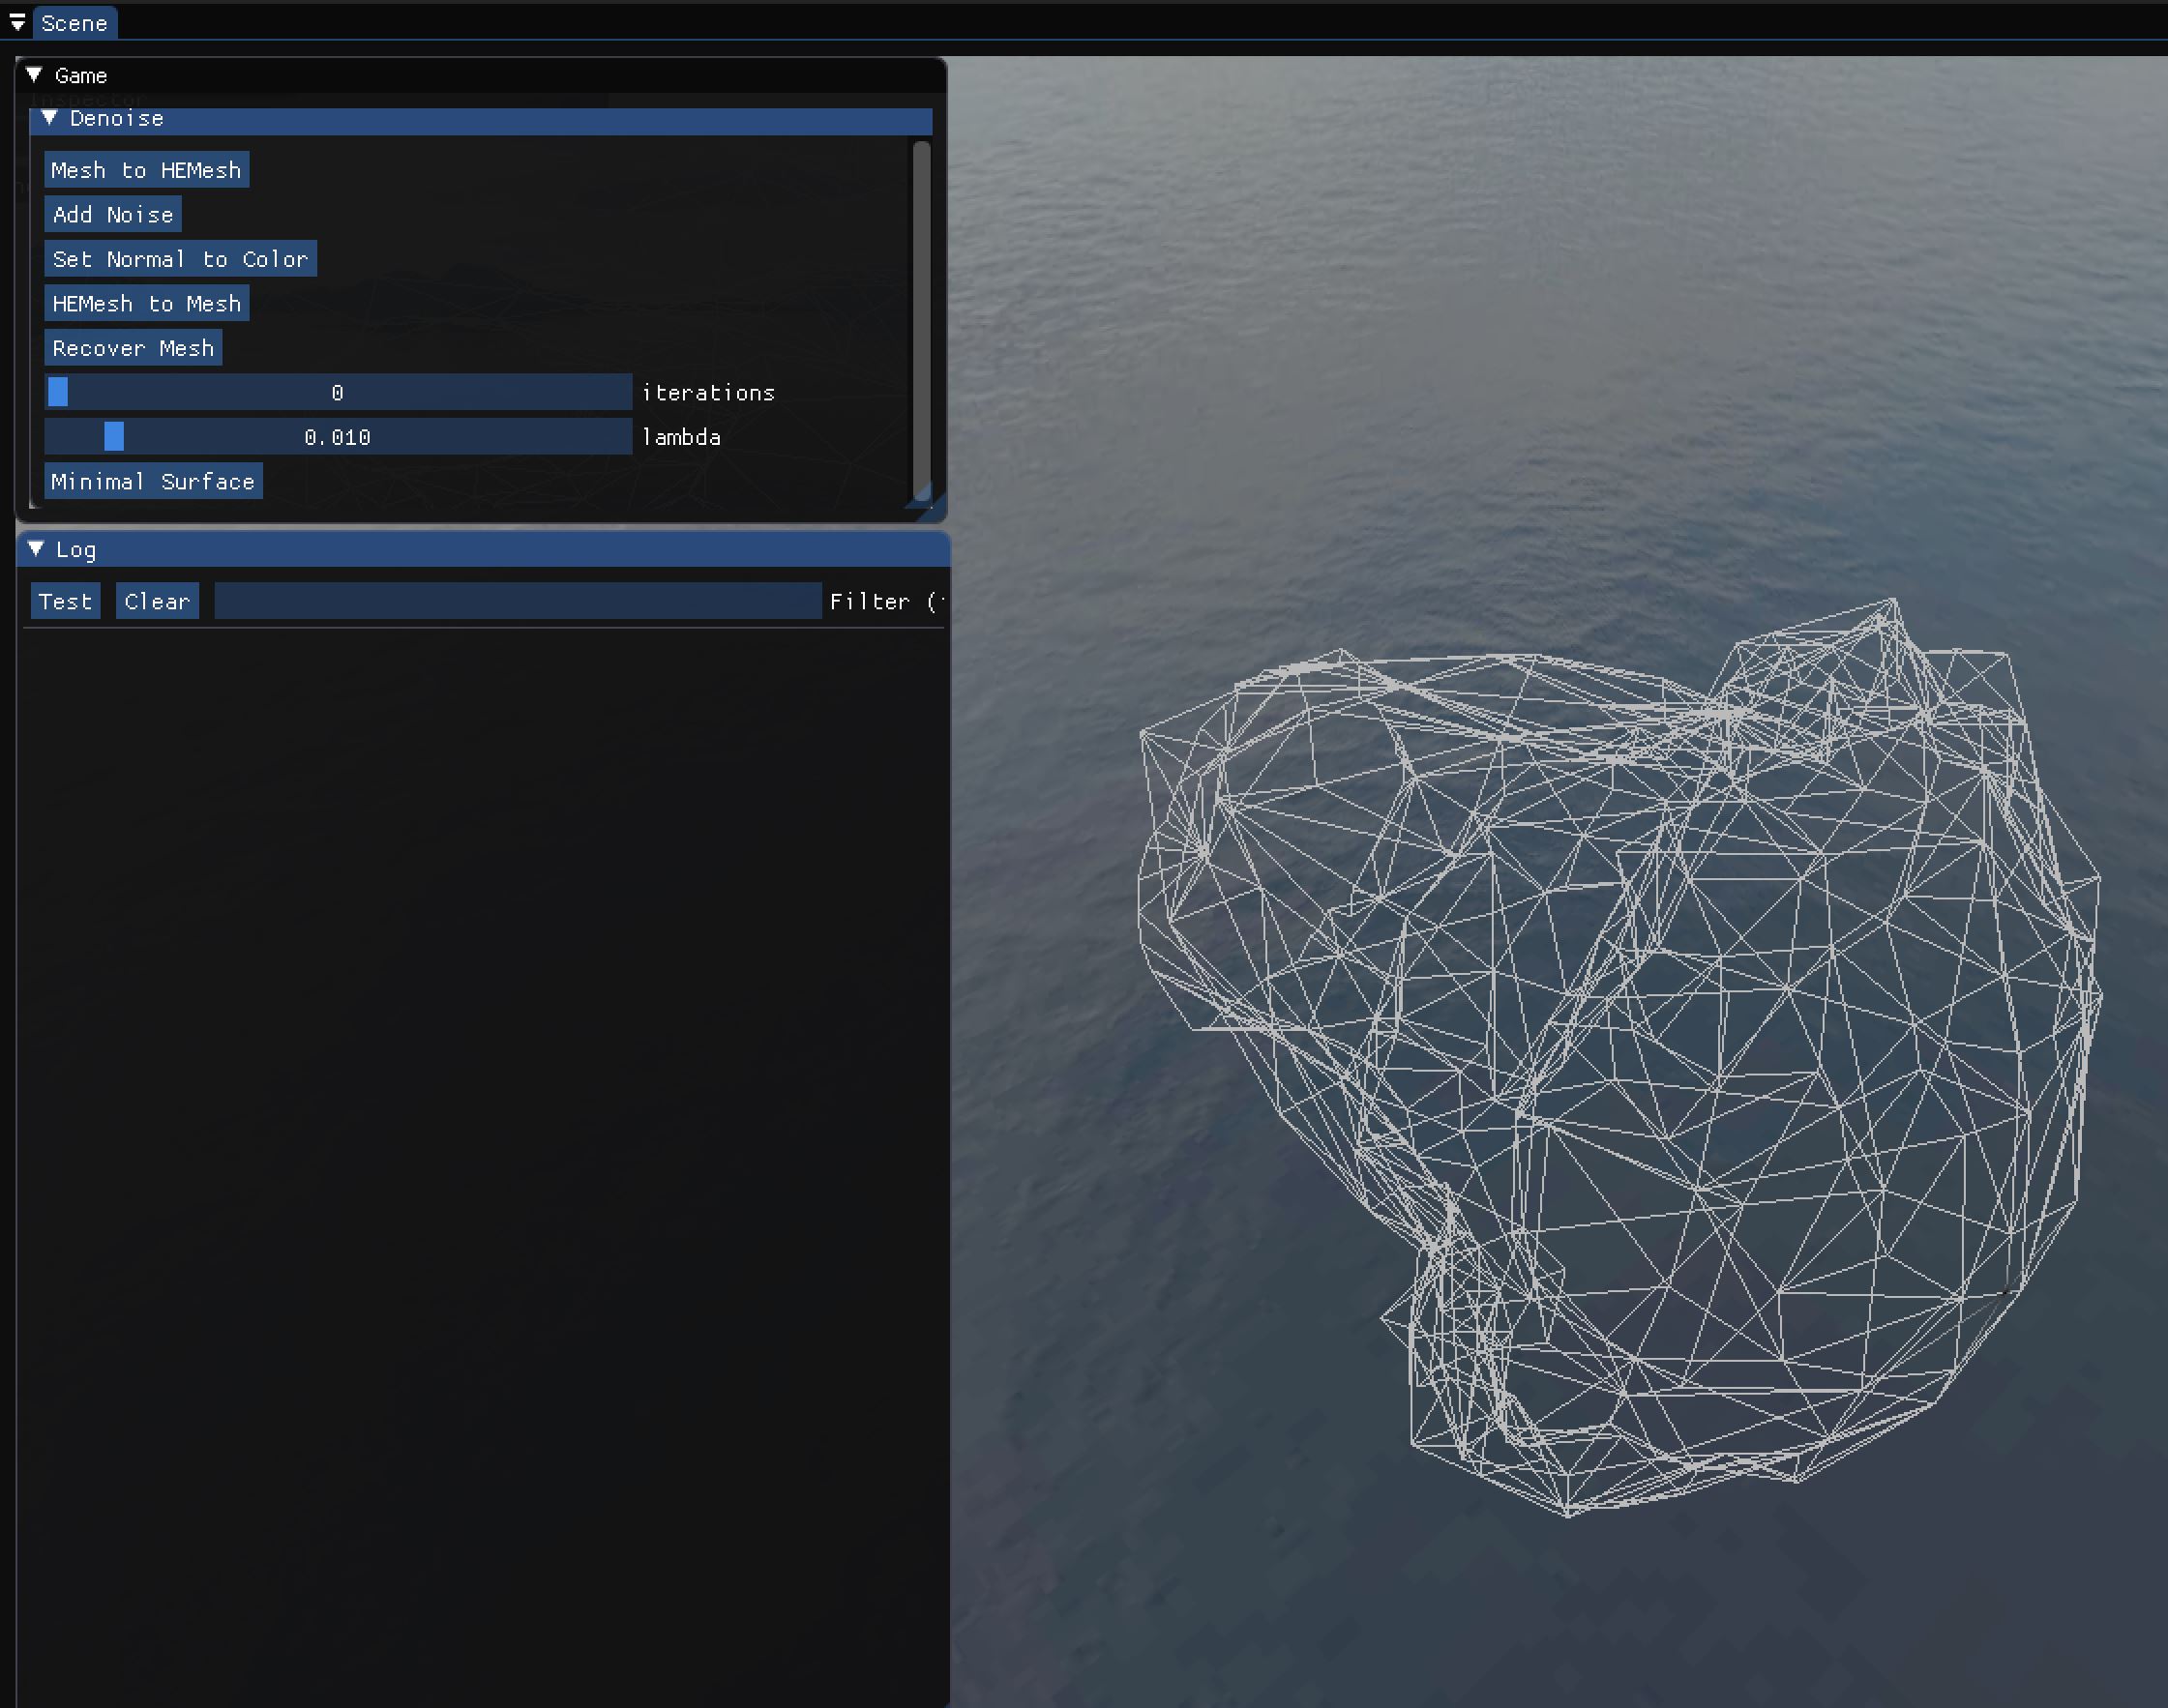 Scene
Game
Inspector
Denoise
Mesh to HEMesh
Add Noise
Set Normal to Color
HEMesh to Mesh
Recover Mesh
0 iterations
0.010 lambda
Minimal Surface
Log
Test Clear Filter (